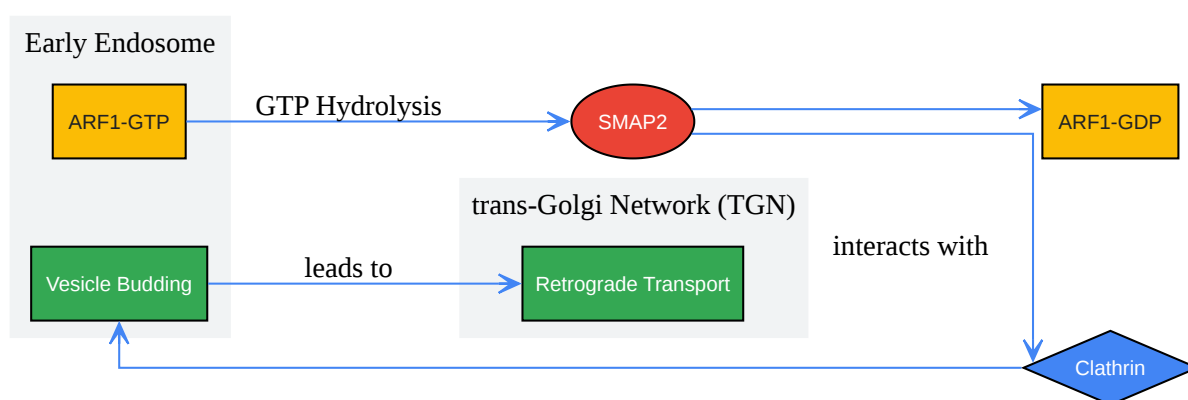 Early Endosome
ARF1-GTP
GTP Hydrolysis
SMAP2
ARF1-GDP
trans-Golgi Network (TGN)
interacts with
Vesicle Budding
leads to
Retrograde Transport
Clathrin